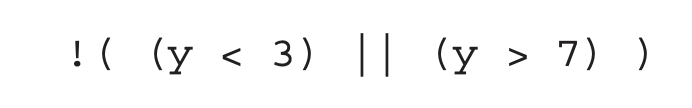 !( (y < 3) || (y > 7) )